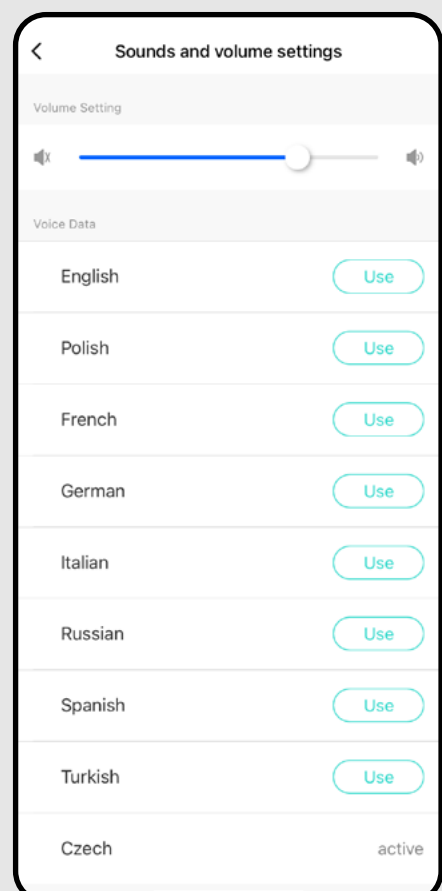 Sounds and volume settings
Volume Setting
Voice Data
English Use
Polish Use
French Use
German Use
Italian Use
Russian Use
Spanish Use
Turkish Use
Czech active